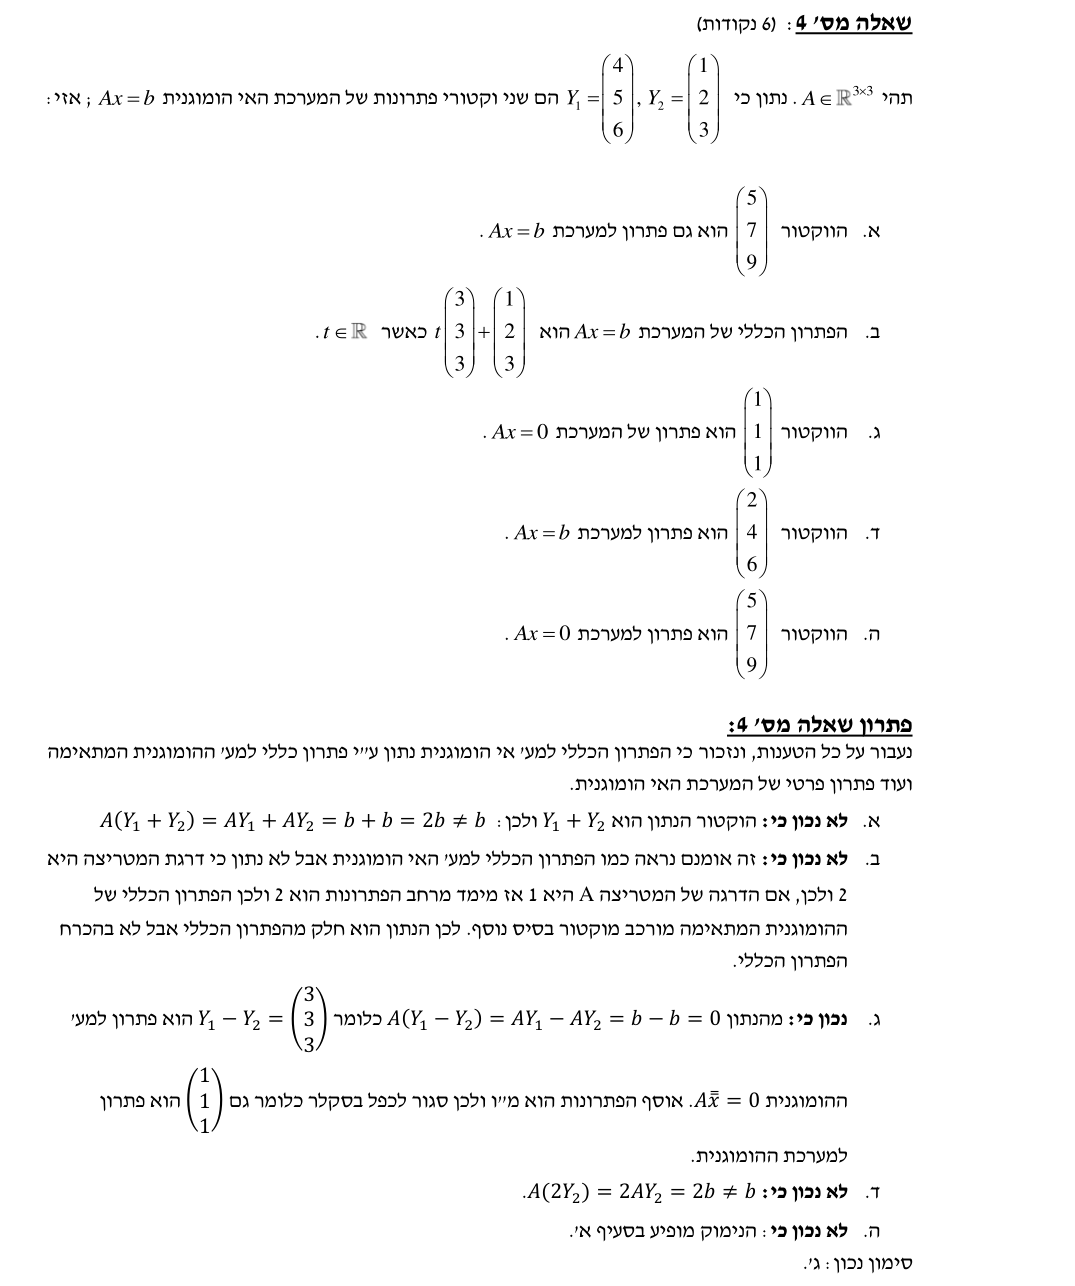 שאלה מס' 4 : (6 נקודות)
תהי A ∈ ℝ^{3×3} . נתון כי Y₁ = (4 5 6) , Y₂ = (1 2 3) הם שני וקטורי פתרונות של המערכת האי הומוגנית Ax = b ; אזי :
א. הווקטור (5 7 9) הוא גם פתרון למערכת Ax = b .
ב. הפתרון הכללי של המערכת Ax = b הוא t(3 3 3) + (1 2 3) כאשר t ∈ ℝ .
ג. הווקטור (1 1 1) הוא פתרון של המערכת Ax = 0 .
ד. הווקטור (2 4 6) הוא פתרון למערכת Ax = b .
ה. הווקטור (5 7 9) הוא פתרון למערכת Ax = 0 .
פתרון שאלה מס' 4:
נעבור על כל הטענות, ונזכור כי הפתרון הכללי למע' אי הומוגנית נתון ע״י פתרון כללי למע' ההומוגנית המתאימה
ועוד פתרון פרטי של המערכת האי הומוגנית.
א. לא נכון כי: הוקטור הנתון הוא Y₁ + Y₂ ולכן : A(Y₁ + Y₂) = AY₁ + AY₂ = b + b = 2b ≠ b
ב. לא נכון כי: זה אומנם נראה כמו הפתרון הכללי למע' האי הומוגנית אבל לא נתון כי דרגת המטריצה היא
2 ולכן, אם הדרגה של המטריצה A היא 1 אז מימד מרחב הפתרונות הוא 2 ולכן הפתרון הכללי של
ההומוגנית המתאימה מורכב מוקטור בסיס נוסף. לכן הנתון הוא חלק מהפתרון הכללי אבל לא בהכרח
הפתרון הכללי.
ג. נכון כי: מהנתון A(Y₁ − Y₂) = AY₁ − AY₂ = b − b = 0 כלומר Y₁ − Y₂ = (3 3 3) הוא פתרון למע'
ההומוגנית Ax̿ = 0. אוסף הפתרונות הוא מ״ו ולכן סגור לכפל בסקלר כלומר גם (1 1 1) הוא פתרון
למערכת ההומוגנית.
ד. לא נכון כי: A(2Y₂) = 2AY₂ = 2b ≠ b.
ה. לא נכון כי : הנימוק מופיע בסעיף א'.
סימון נכון : ג'.